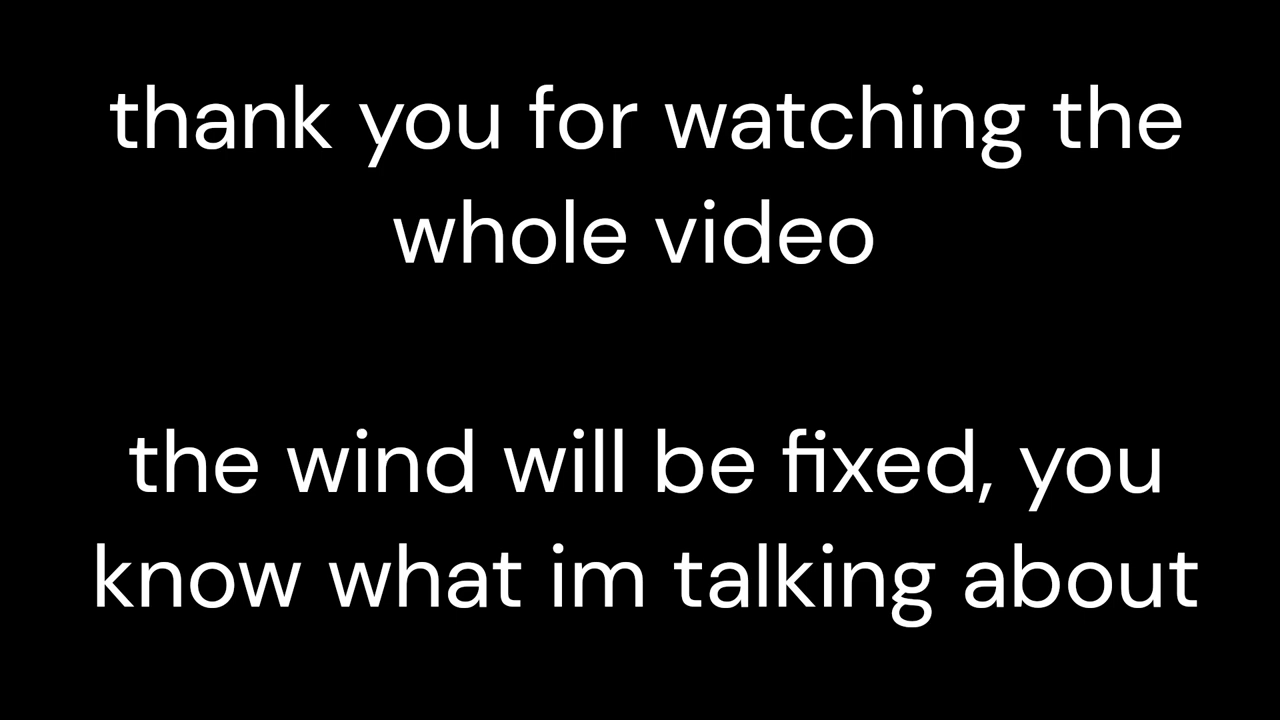 thank you for watching the
whole video
the wind will be fixed, you
know what im talking about